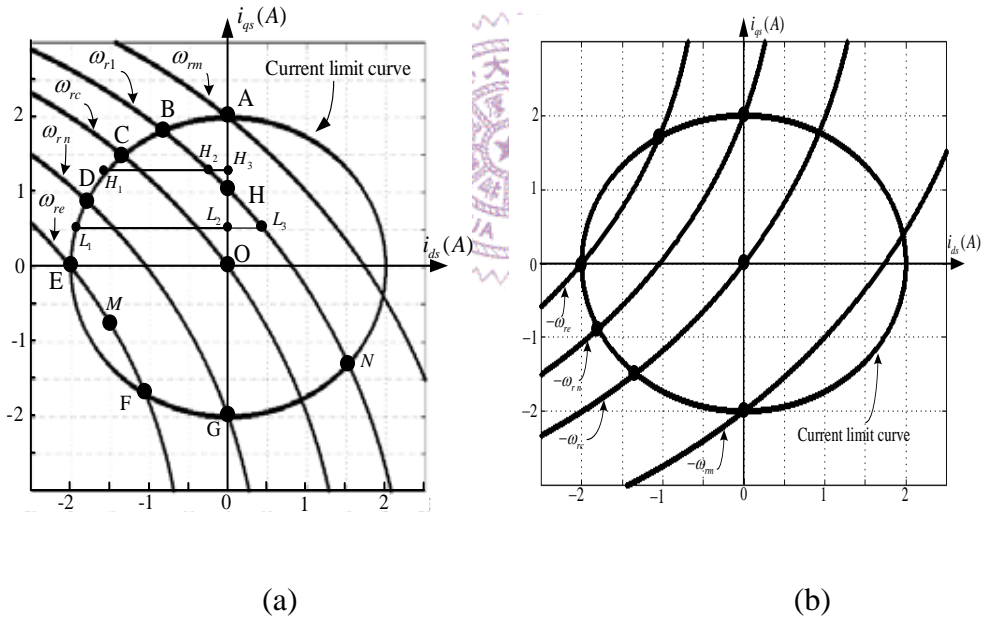 i_qs(A)
ω_rm
ω_r1
ω_rc
ω_rn
ω_re
Current limit curve
A
B
C
D
E
F
G
H
H_1
H_2
H_3
L_1
L_2
L_3
M
N
O
i_ds(A)
2
1
0
-1
-2
-2
-1
0
1
2
(a)
i_qs(A)
2
1
0
-1
-2
i_ds(A)
-ω_re
-ω_rn
-ω_rc
-ω_rm
Current limit curve
-2
-1
0
1
2
(b)
IA